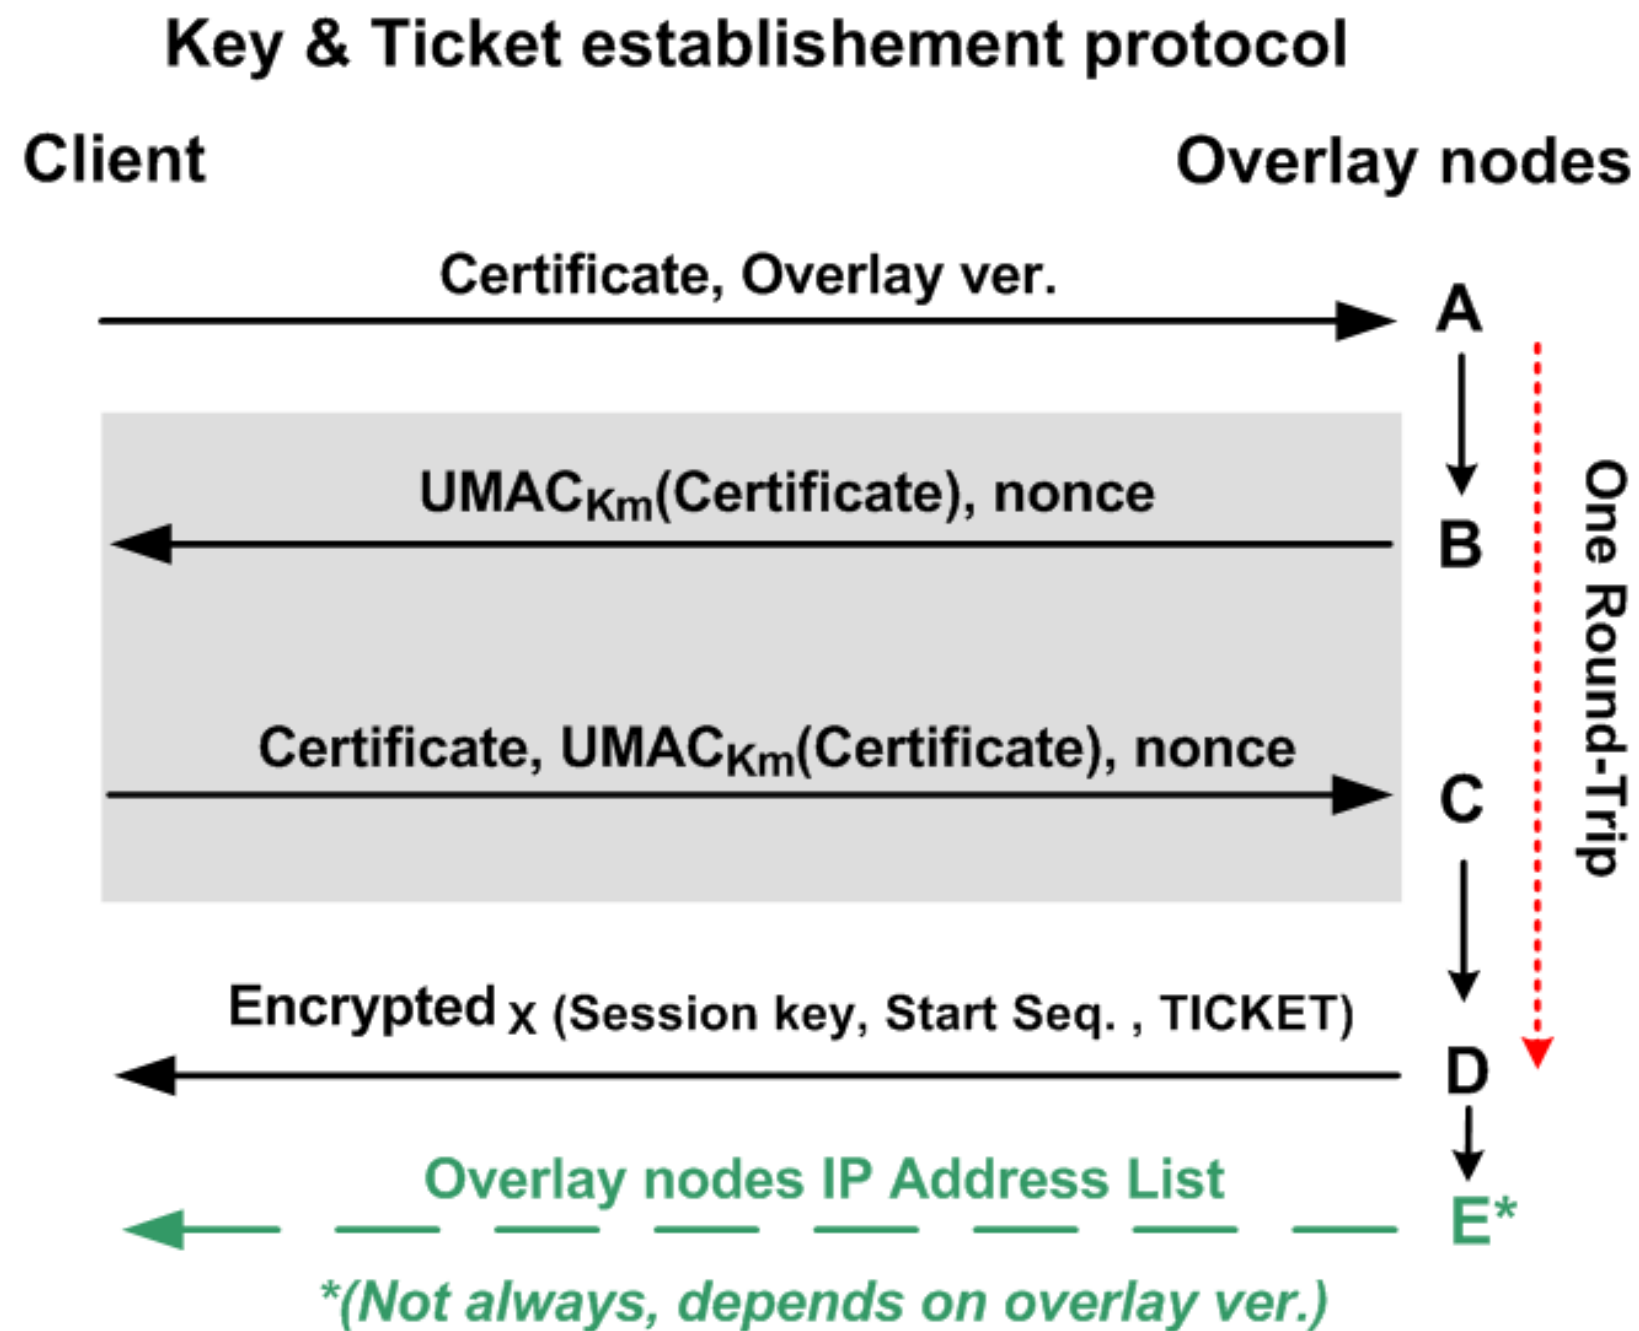 Key & Ticket establishement protocol
Client
Overlay nodes
Certificate, Overlay ver.
A
UMACKm(Certificate), nonce
B
One Round-Trip
Certificate, UMACKm(Certificate), nonce
C
Encrypted X (Session key, Start Seq. , TICKET)
D
Overlay nodes IP Address List
E*
*(Not always, depends on overlay ver.)